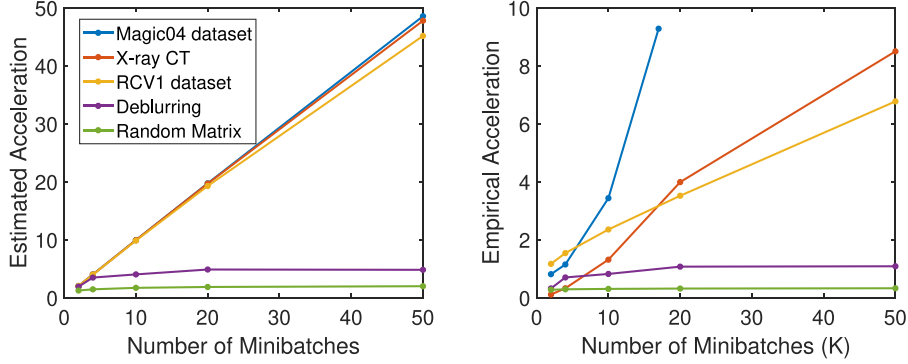 50
40
30
20
10
0
0
10
20
30
40
50
Estimated Acceleration
Number of Minibatches
Magic04 dataset
X-ray CT
RCV1 dataset
Deblurring
Random Matrix
10
8
6
4
2
0
0
10
20
30
40
50
Empirical Acceleration
Number of Minibatches (K)